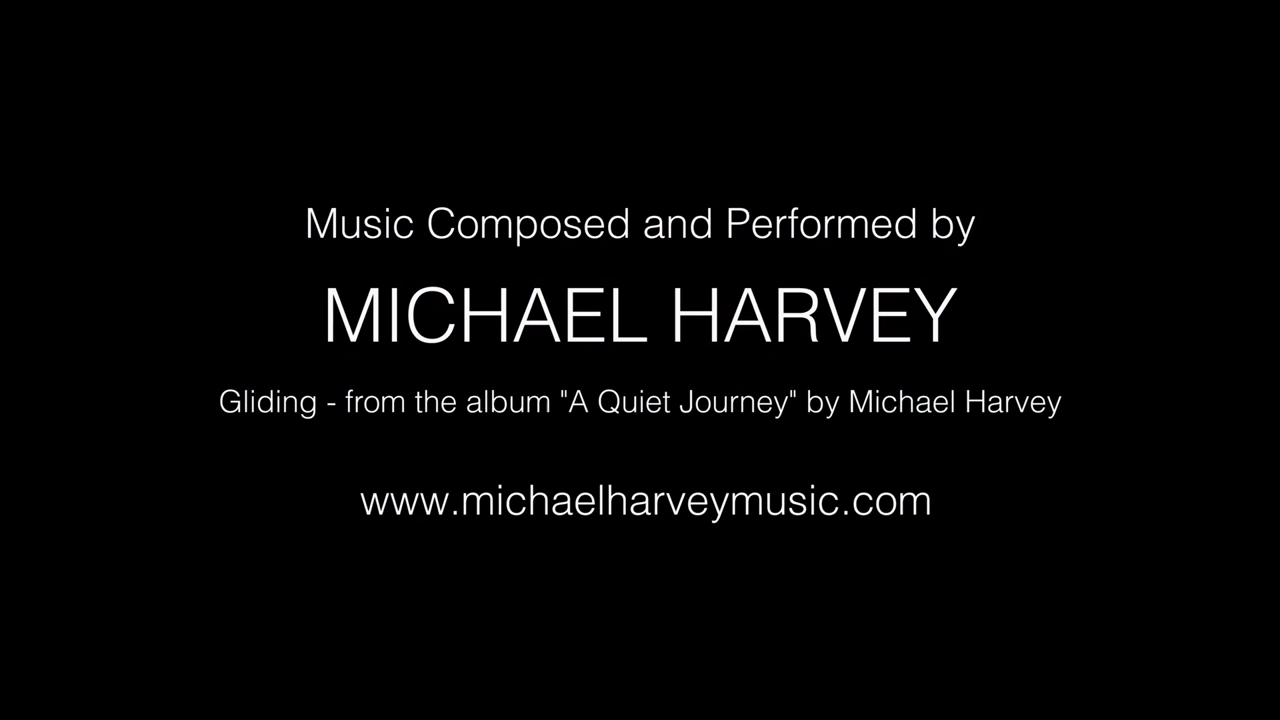 Music Composed and Performed by
MICHAEL HARVEY
Gliding - from the album "A Quiet Journey" by Michael Harvey
www.michaelharveymusic.com